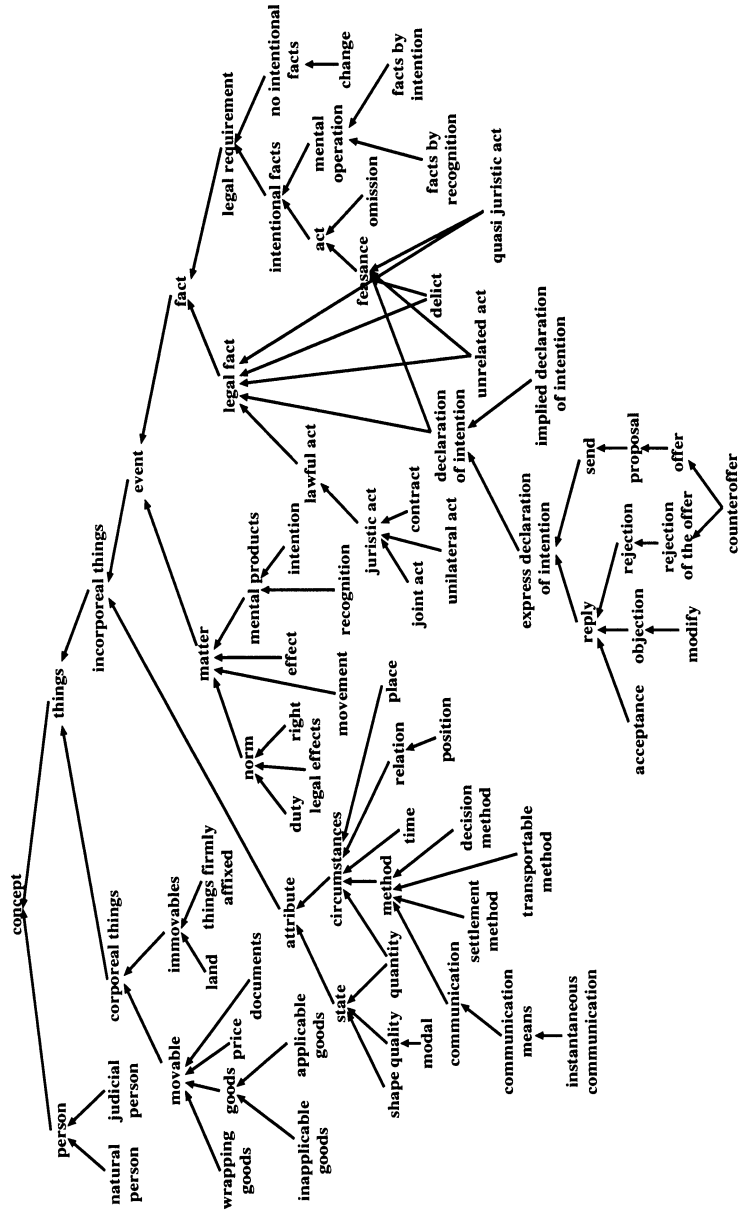 concept
person
things
natural
person
judicial
person
corporeal things
incorporeal things
movable
immovables
wrapping
goods
goods
price
documents
inapplicable
goods
applicable
goods
land
things firmly
affixed
attribute
event
state
circumstances
shape
quality
modal
quantity
method
time
relation
position
place
communication
settlement
method
transportable
method
decision
method
communication
means
instantaneous
communication
matter
fact
norm
duty
legal effects
right
movement
effect
mental products
recognition
intention
legal fact
legal requirement
lawful act
juristic act
joint act
unilateral act
contract
declaration
of intention
unrelated act
delict
quasi juristic act
feasance
act
omission
intentional facts
no intentional
facts
change
mental
operation
facts by
recognition
facts by
intention
express declaration
of intention
implied declaration
of intention
reply
send
acceptance
objection
modify
rejection
rejection
of the offer
proposal
offer
counteroffer